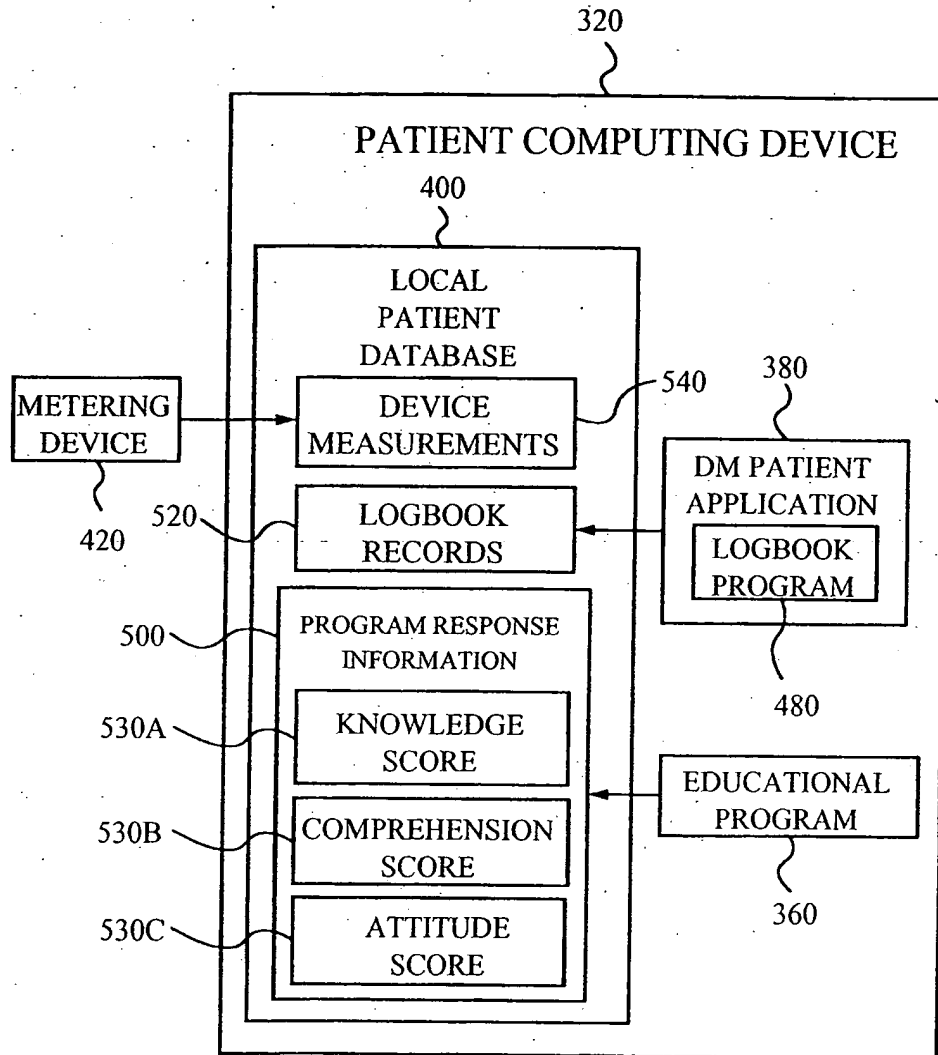 320
PATIENT COMPUTING DEVICE
400
LOCAL
PATIENT
DATABASE
540
380
METERING
DEVICE
DEVICE
MEASUREMENTS
DM PATIENT
APPLICATION
520
420
LOGBOOK
RECORDS
LOGBOOK
PROGRAM
500
PROGRAM RESPONSE
INFORMATION
480
530A
KNOWLEDGE
SCORE
EDUCATIONAL
PROGRAM
530B
COMPREHENSION
SCORE
360
530C
ATTITUDE
SCORE